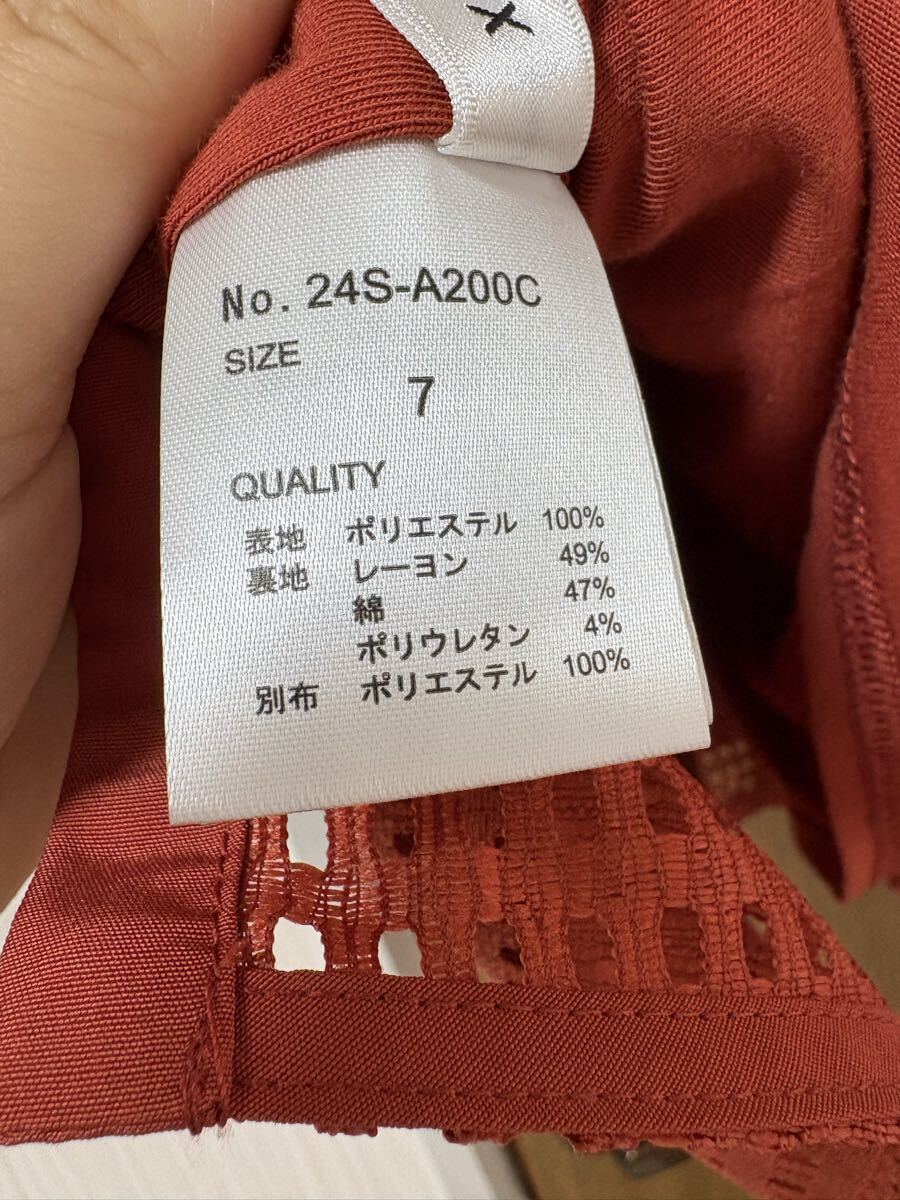 No. 24S-A200C
SIZE
7
QUALITY
表地 ポリエステル 100%
裏地 レーヨン 49%
綿 47%
ポリウレタン 4%
別布 ポリエステル 100%